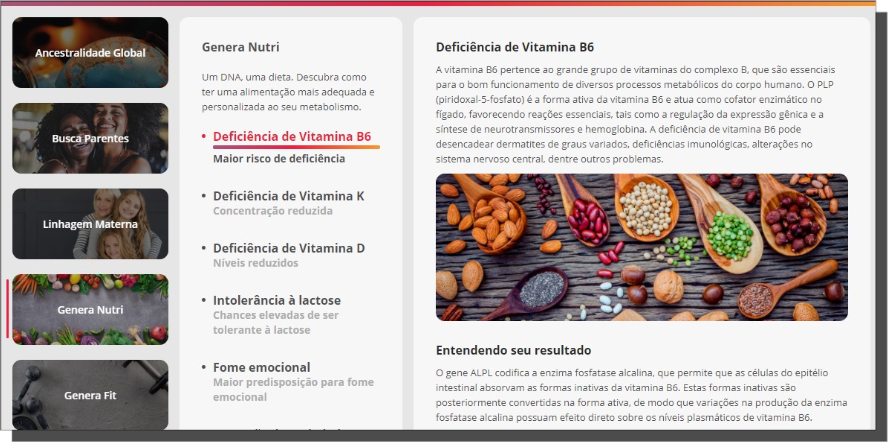 Ancestralidade Global
Busca Parentes
Linhagem Materna
Genera Nutri
Genera Fit
Genera Nutri
Um DNA, uma dieta. Descubra como
ter uma alimentação mais adequada e
personalizada ao seu metabolismo.
• Deficiência de Vitamina B6
Maior risco de deficiência
• Deficiência de Vitamina K
Concentração reduzida
• Deficiência de Vitamina D
Níveis reduzidos
• Intolerância à lactose
Chances elevadas de ser
tolerante à lactose
• Fome emocional
Maior predisposição para fome
emocional
Deficiência de Vitamina B6
A vitamina B6 pertence ao grande grupo de vitaminas do complexo B, que são essenciais
para o bom funcionamento de diversos processos metabólicos do corpo humano. O PLP
(piridoxal-5-fosfato) é a forma ativa da vitamina B6 e atua como cofator enzimático no
fígado, favorecendo reações essenciais, tais como a regulação da expressão gênica e a
síntese de neurotransmissores e hemoglobina. A deficiência de vitamina B6 pode
desencadear dermatites de graus variados, deficiências imunológicas, alterações no
sistema nervoso central, dentre outros problemas.
Entendendo seu resultado
O gene ALPL codifica a enzima fosfatase alcalina, que permite que as células do epitélio
intestinal absorvam as formas inativas da vitamina B6. Estas formas inativas são
posteriormente convertidas na forma ativa, de modo que variações na produção da enzima
fosfatase alcalina possuam efeito direto sobre os níveis plasmáticos de vitamina B6.